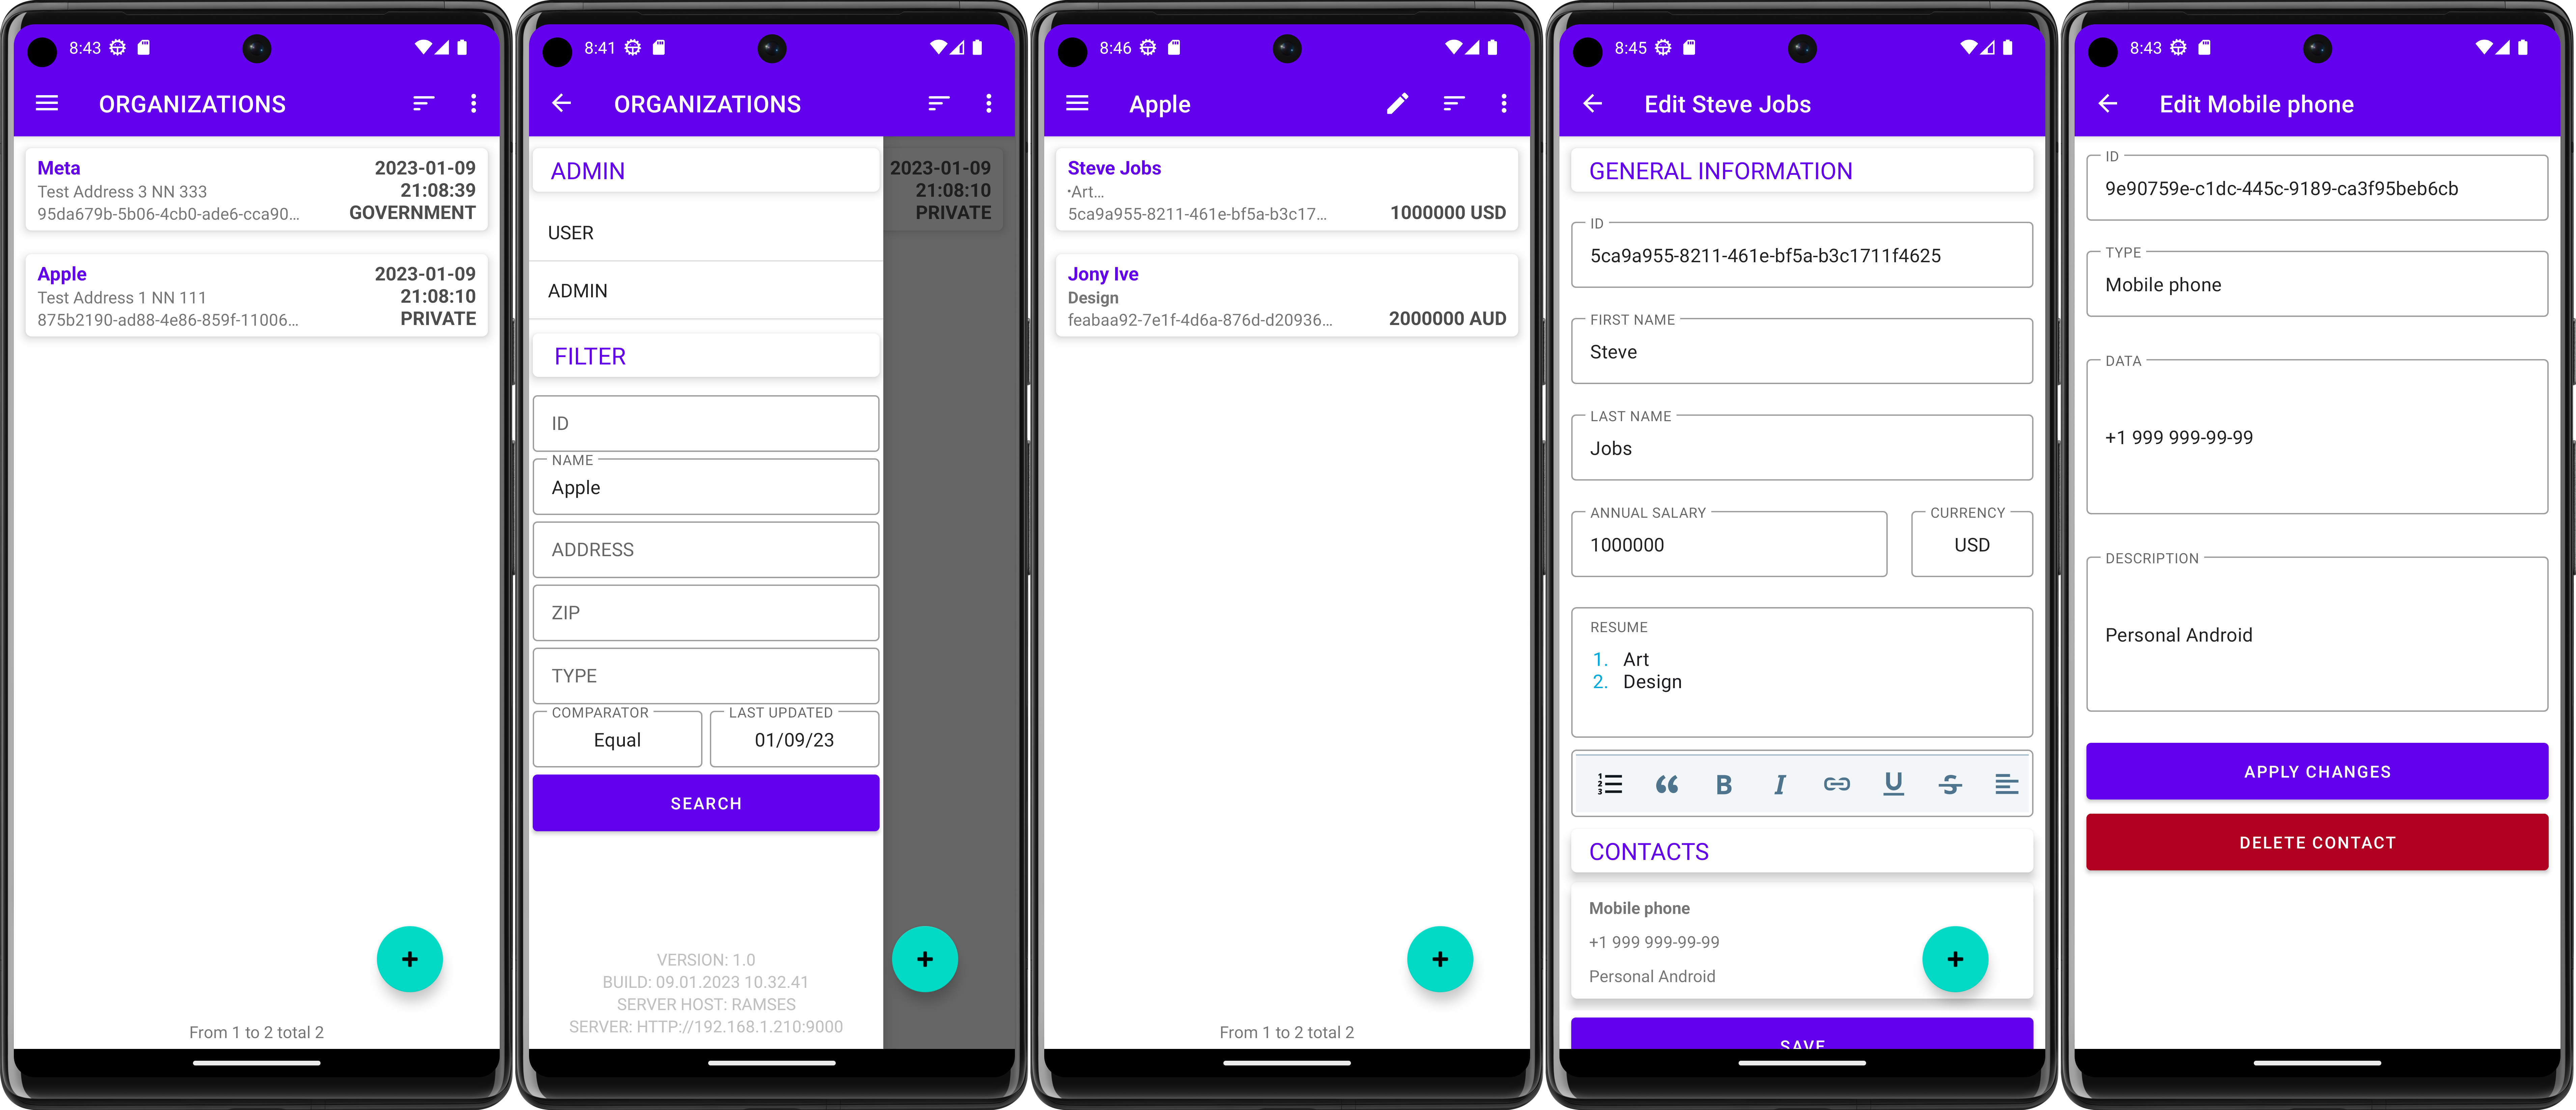 8:43
ORGANIZATIONS
Meta
2023-01-09
21:08:39
Test Address 3 NN 333
95da679b-5b06-4cb0-ade6-cca90...
GOVERNMENT
Apple
2023-01-09
21:08:10
Test Address 1 NN 111
875b2190-ad88-4e86-859f-11006...
PRIVATE
+
From 1 to 2 total 2
8:41
ORGANIZATIONS
ADMIN
2023-01-09
21:08:10
PRIVATE
USER
ADMIN
FILTER
ID
NAME
Apple
ADDRESS
ZIP
TYPE
COMPARATOR
Equal
LAST UPDATED
01/09/23
SEARCH
+
VERSION: 1.0
BUILD: 09.01.2023 10.32.41
SERVER HOST: RAMSES
SERVER: HTTP://192.168.1.210:9000
8:46
Apple
Steve Jobs
·Art...
5ca9a955-8211-461e-bf5a-b3c17...
1000000 USD
Jony Ive
Design
feabaa92-7e1f-4d6a-876d-d20936...
2000000 AUD
+
From 1 to 2 total 2
8:45
Edit Steve Jobs
GENERAL INFORMATION
ID
5ca9a955-8211-461e-bf5a-b3c1711f4625
FIRST NAME
Steve
LAST NAME
Jobs
ANNUAL SALARY
1000000
CURRENCY
USD
RESUME
1. Art
2. Design
B I U S
CONTACTS
Mobile phone
+1 999 999-99-99
Personal Android
+
SAVE
8:43
Edit Mobile phone
ID
9e90759e-c1dc-445c-9189-ca3f95beb6cb
TYPE
Mobile phone
DATA
+1 999 999-99-99
DESCRIPTION
Personal Android
APPLY CHANGES
DELETE CONTACT